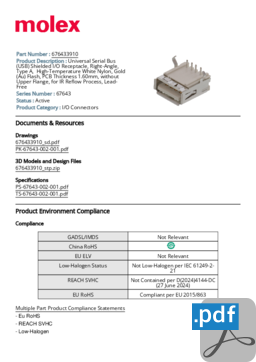 molex
Part Number : 676433910
Product Description : Universal Serial Bus
(USB) Shielded I/O Receptacle, Right-Angle,
Type A, High-Temperature White Nylon, Gold
(Au) Flash, PCB Thickness 1.60mm, without
Upper Flange, for IR Reflow Process, Lead-
Free
Series Number : 67643
Status : Active
Product Category : I/O Connectors
Documents & Resources
Drawings
676433910_sd.pdf
PK-67643-002-001.pdf
3D Models and Design Files
676433910_stp.zip
Specifications
PS-67643-002-001.pdf
TS-67643-002-001.pdf
Product Environment Compliance
Compliance
GADSL/IMDS Not Relevant
China RoHS
EU ELV Not Relevant
Low-Halogen Status Not Low-Halogen per IEC 61249-2-
21
REACH SVHC Not Contained per D(2024)4144-DC
(27 June 2024)
EU RoHS Compliant per EU 2015/863
Multiple Part Product Compliance Statements
- Eu RoHS
- REACH SVHC
- Low-Halogen
.pdf